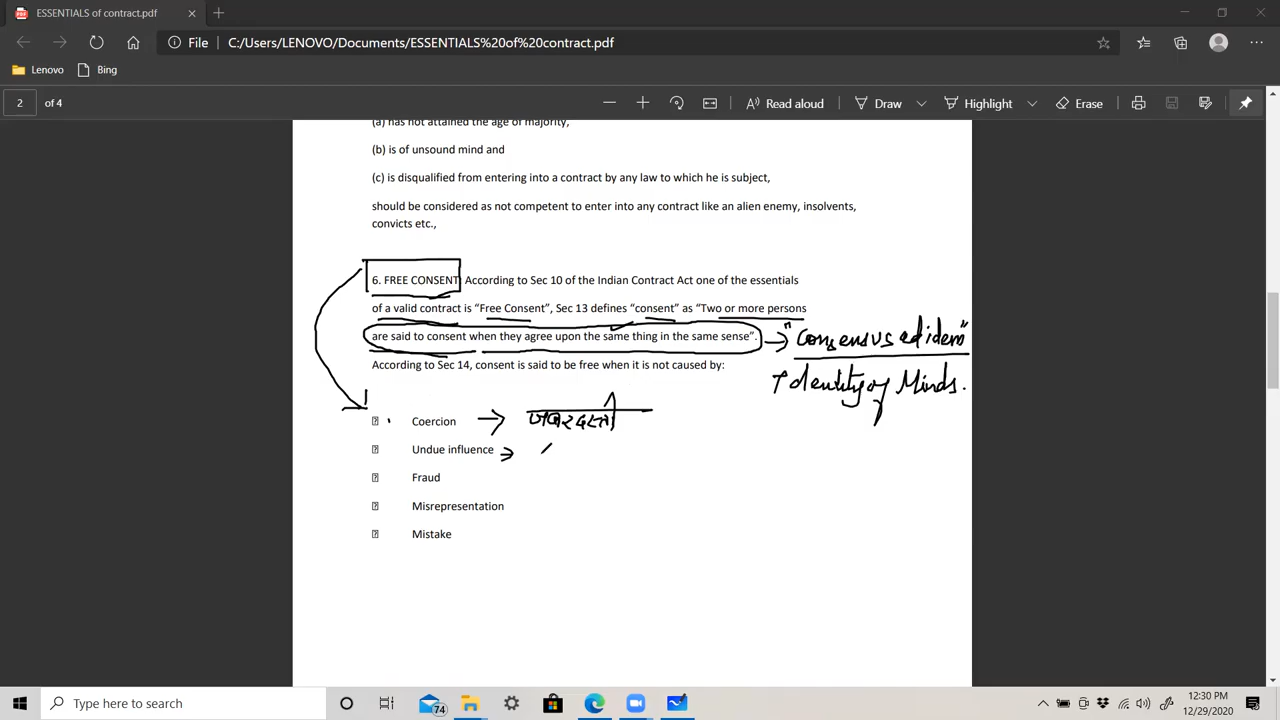 ESSENTIALS of contract.pdf
File C:/Users/LENOVO/Documents/ESSENTIALS%20of%20contract.pdf
Lenovo Bing
2 of 4 Read aloud Draw Highlight Erase
(a) has not attained the age of majority,
(b) is of unsound mind and
(c) is disqualified from entering into a contract by any law to which he is subject,
should be considered as not competent to enter into any contract like an alien enemy, insolvents,
convicts etc.,
6. FREE CONSENT According to Sec 10 of the Indian Contract Act one of the essentials
of a valid contract is “Free Consent”, Sec 13 defines “consent” as “Two or more persons
are said to consent when they agree upon the same thing in the same sense”.
"Consensus ad idem"
According to Sec 14, consent is said to be free when it is not caused by:
Identity of Minds.
Coercion
Undue influence
Fraud
Misrepresentation
Mistake
Type here to search
74
12:30 PM
12/29/2020